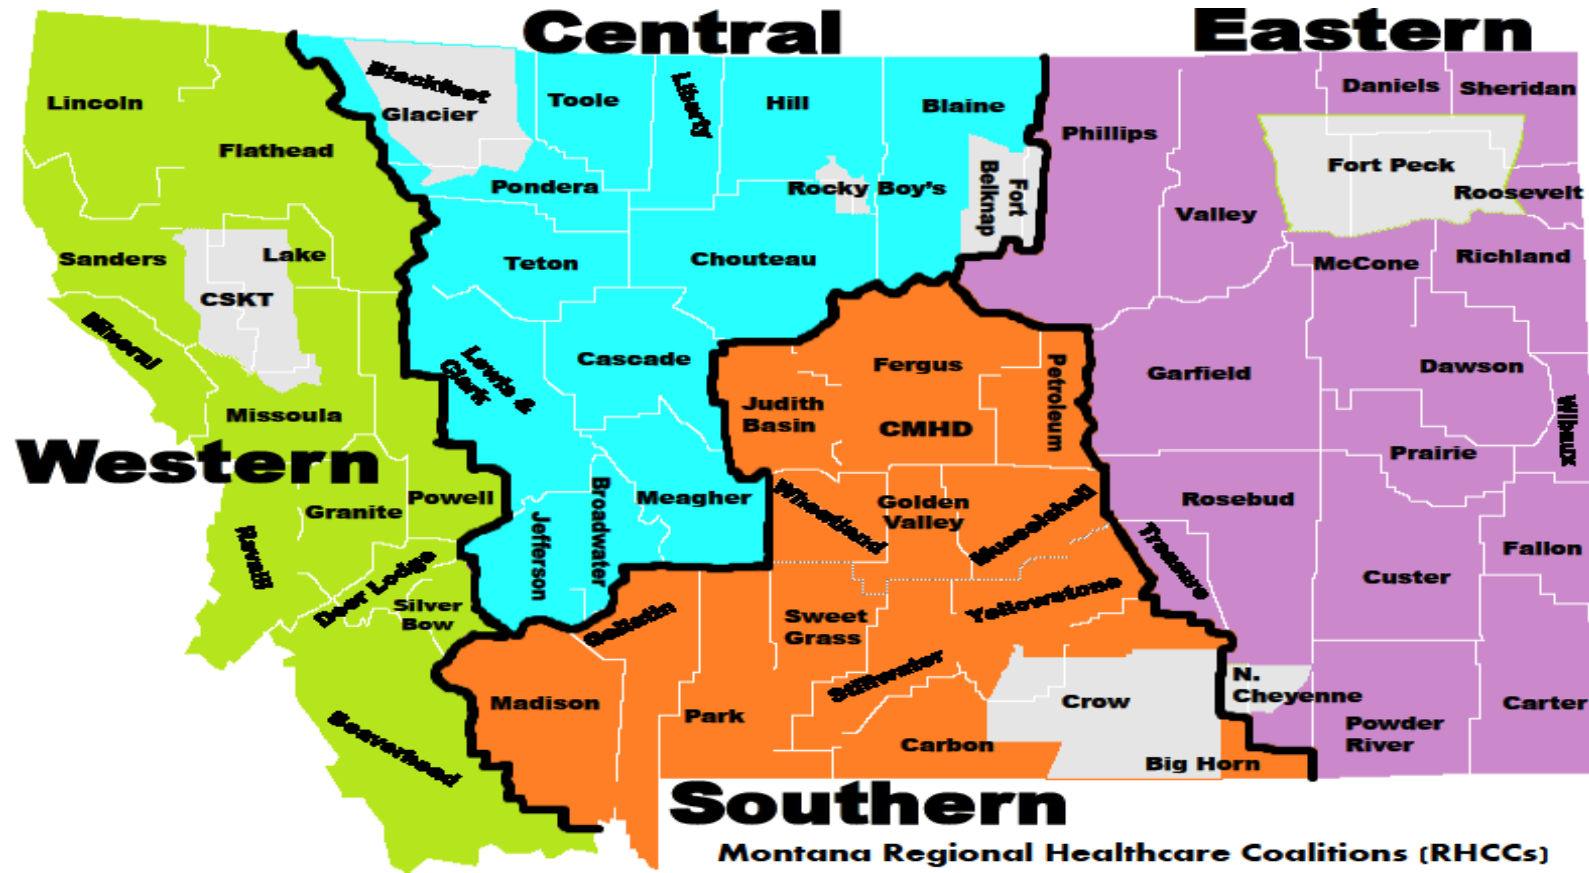 Central
Eastern
Lincoln
Flathead
Blackfeet
Glacier
Toole
Liberty
Hill
Blaine
Phillips
Daniels
Sheridan
Fort Peck
Roosevelt
Pondera
Rocky Boy's
Fort
Belknap
Valley
Sanders
Lake
CSKT
Teton
Chouteau
McCone
Richland
Mineral
Lewis &
Clark
Cascade
Fergus
Petroleum
Garfield
Dawson
Wibaux
Missoula
Judith
Basin
CMHD
Western
Prairie
Powell
Granite
Broadwater
Meagher
Wheatland
Golden
Valley
Musselshell
Rosebud
Ravalli
Jefferson
Treasure
Fallon
Deer Lodge
Silver
Bow
Custer
Gallatin
Sweet
Grass
Yellowstone
Stillwater
N.
Cheyenne
Madison
Park
Crow
Carter
Powder
River
Beaverhead
Carbon
Big Horn
Southern
Montana Regional Healthcare Coalitions (RHCCs)